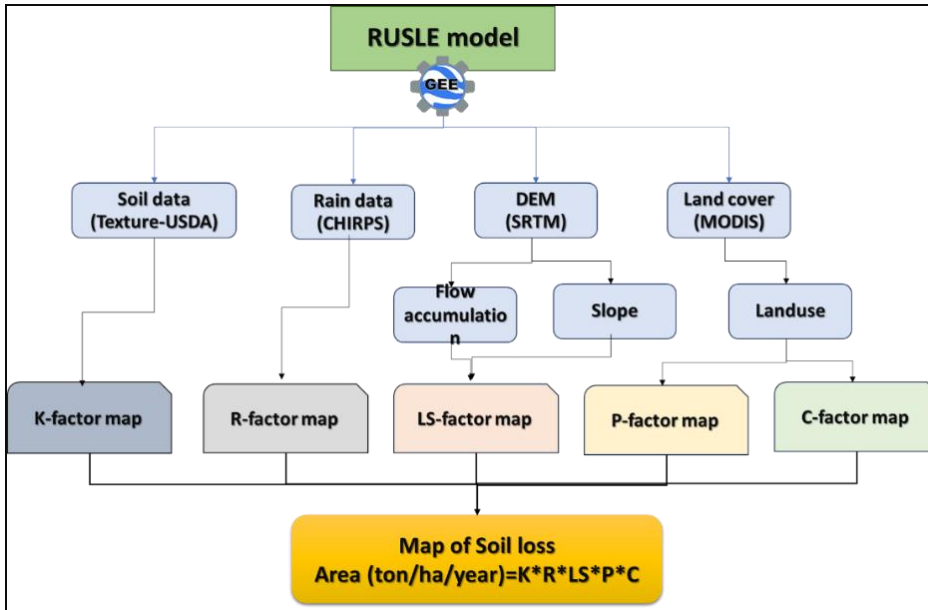 RUSLE model
GEE
Soil data
(Texture-USDA)
Rain data
(CHIRPS)
DEM
(SRTM)
Land cover
(MODIS)
Flow
accumulatio
n
Slope
Landuse
K-factor map
R-factor map
LS-factor map
P-factor map
C-factor map
Map of Soil loss
Area (ton/ha/year)=K*R*LS*P*C